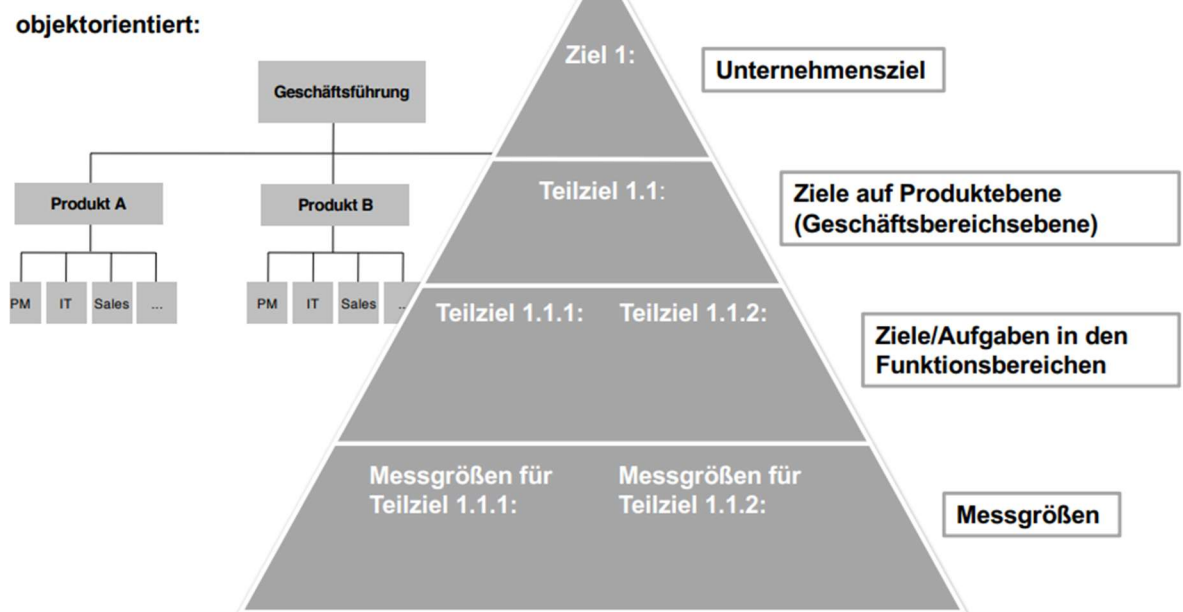 objektorientiert:
Geschäftsführung
Produkt A
Produkt B
PM IT Sales ...
PM IT Sales ..
Ziel 1:
Unternehmensziel
Teilziel 1.1:
Ziele auf Produktebene
(Geschäftsbereichsebene)
Teilziel 1.1.1: Teilziel 1.1.2:
Ziele/Aufgaben in den
Funktionsbereichen
Messgrößen für
Teilziel 1.1.1:
Messgrößen für
Teilziel 1.1.2:
Messgrößen